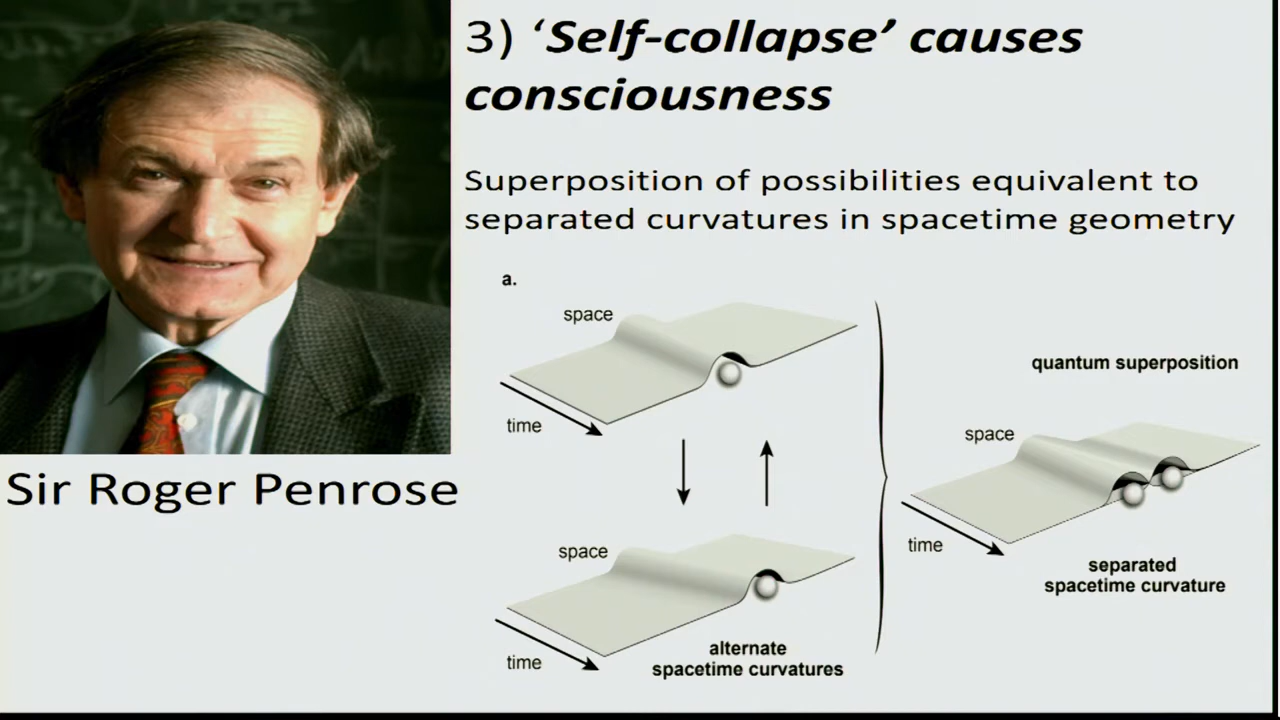 3) ‘Self-collapse’ causes
consciousness
Superposition of possibilities equivalent to
separated curvatures in spacetime geometry
Sir Roger Penrose
a.
space
time
space
time
alternate
spacetime curvatures
quantum superposition
space
time
separated
spacetime curvature